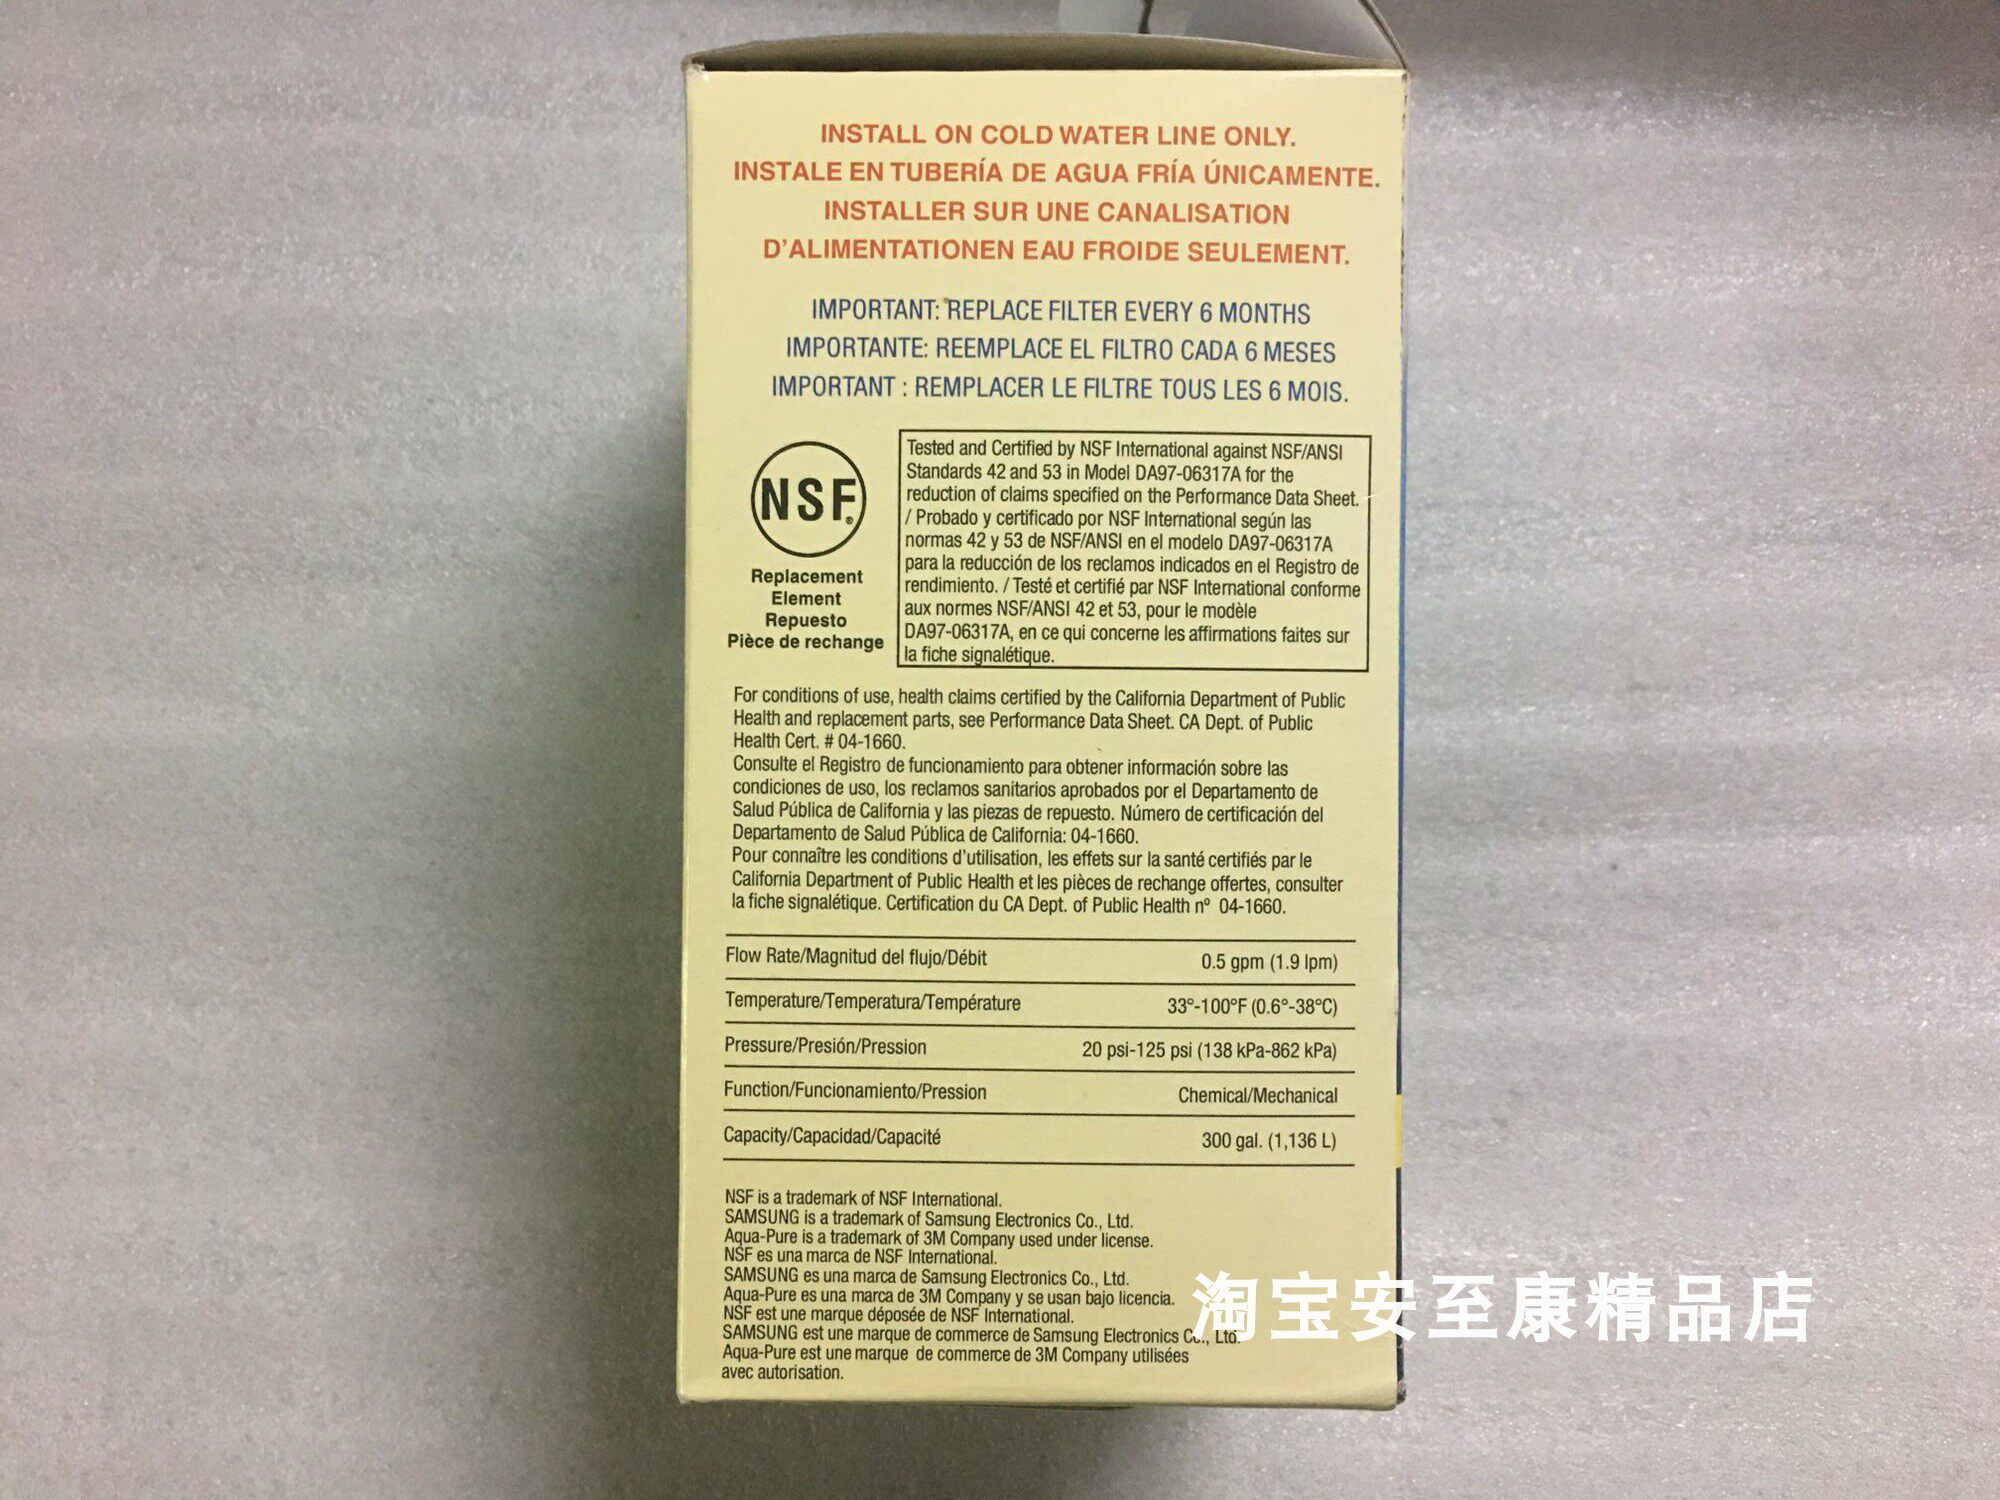 INSTALL ON COLD WATER LINE ONLY.
INSTALE EN TUBERÍA DE AGUA FRÍA ÚNICAMENTE.
INSTALLER SUR UNE CANALISATION
D'ALIMENTATIONEN EAU FROIDE SEULEMENT.
IMPORTANT: REPLACE FILTER EVERY 6 MONTHS
IMPORTANTE: REEMPLACE EL FILTRO CADA 6 MESES
IMPORTANT : REMPLACER LE FILTRE TOUS LES 6 MOIS.
NSF®
Replacement
Element
Repuesto
Pièce de rechange
Tested and Certified by NSF International against NSF/ANSI
Standards 42 and 53 in Model DA97-06317A for the
reduction of claims specified on the Performance Data Sheet.
/ Probado y certificado por NSF International según las
normas 42 y 53 de NSF/ANSI en el modelo DA97-06317A
para la reducción de los reclamos indicados en el Registro de
rendimiento. / Testé et certifié par NSF International conforme
aux normes NSF/ANSI 42 et 53, pour le modèle
DA97-06317A, en ce qui concerne les affirmations faites sur
la fiche signalétique.
For conditions of use, health claims certified by the California Department of Public
Health and replacement parts, see Performance Data Sheet. CA Dept. of Public
Health Cert. # 04-1660.
Consulte el Registro de funcionamiento para obtener información sobre las
condiciones de uso, los reclamos sanitarios aprobados por el Departamento de
Salud Pública de California y las piezas de repuesto. Número de certificación del
Departamento de Salud Pública de California: 04-1660.
Pour connaître les conditions d'utilisation, les effets sur la santé certifiés par le
California Department of Public Health et les pièces de rechange offertes, consulter
la fiche signalétique. Certification du CA Dept. of Public Health nº 04-1660.
Flow Rate/Magnitud del flujo/Débit 0.5 gpm (1.9 lpm)
Temperature/Temperatura/Température 33°-100°F (0.6°-38°C)
Pressure/Presión/Pression 20 psi-125 psi (138 kPa-862 kPa)
Function/Funcionamiento/Pression Chemical/Mechanical
Capacity/Capacidad/Capacité 300 gal. (1,136 L)
NSF is a trademark of NSF International.
SAMSUNG is a trademark of Samsung Electronics Co., Ltd.
Aqua-Pure is a trademark of 3M Company used under license.
NSF es una marca de NSF International.
SAMSUNG es una marca de Samsung Electronics Co., Ltd.
Aqua-Pure es una marca de 3M Company y se usan bajo licencia.
NSF est une marque déposée de NSF International.
SAMSUNG est une marque de commerce de Samsung Electronics Co., Ltd.
Aqua-Pure est une marque de commerce de 3M Company utilisées
avec autorisation.
淘宝安至康精品店